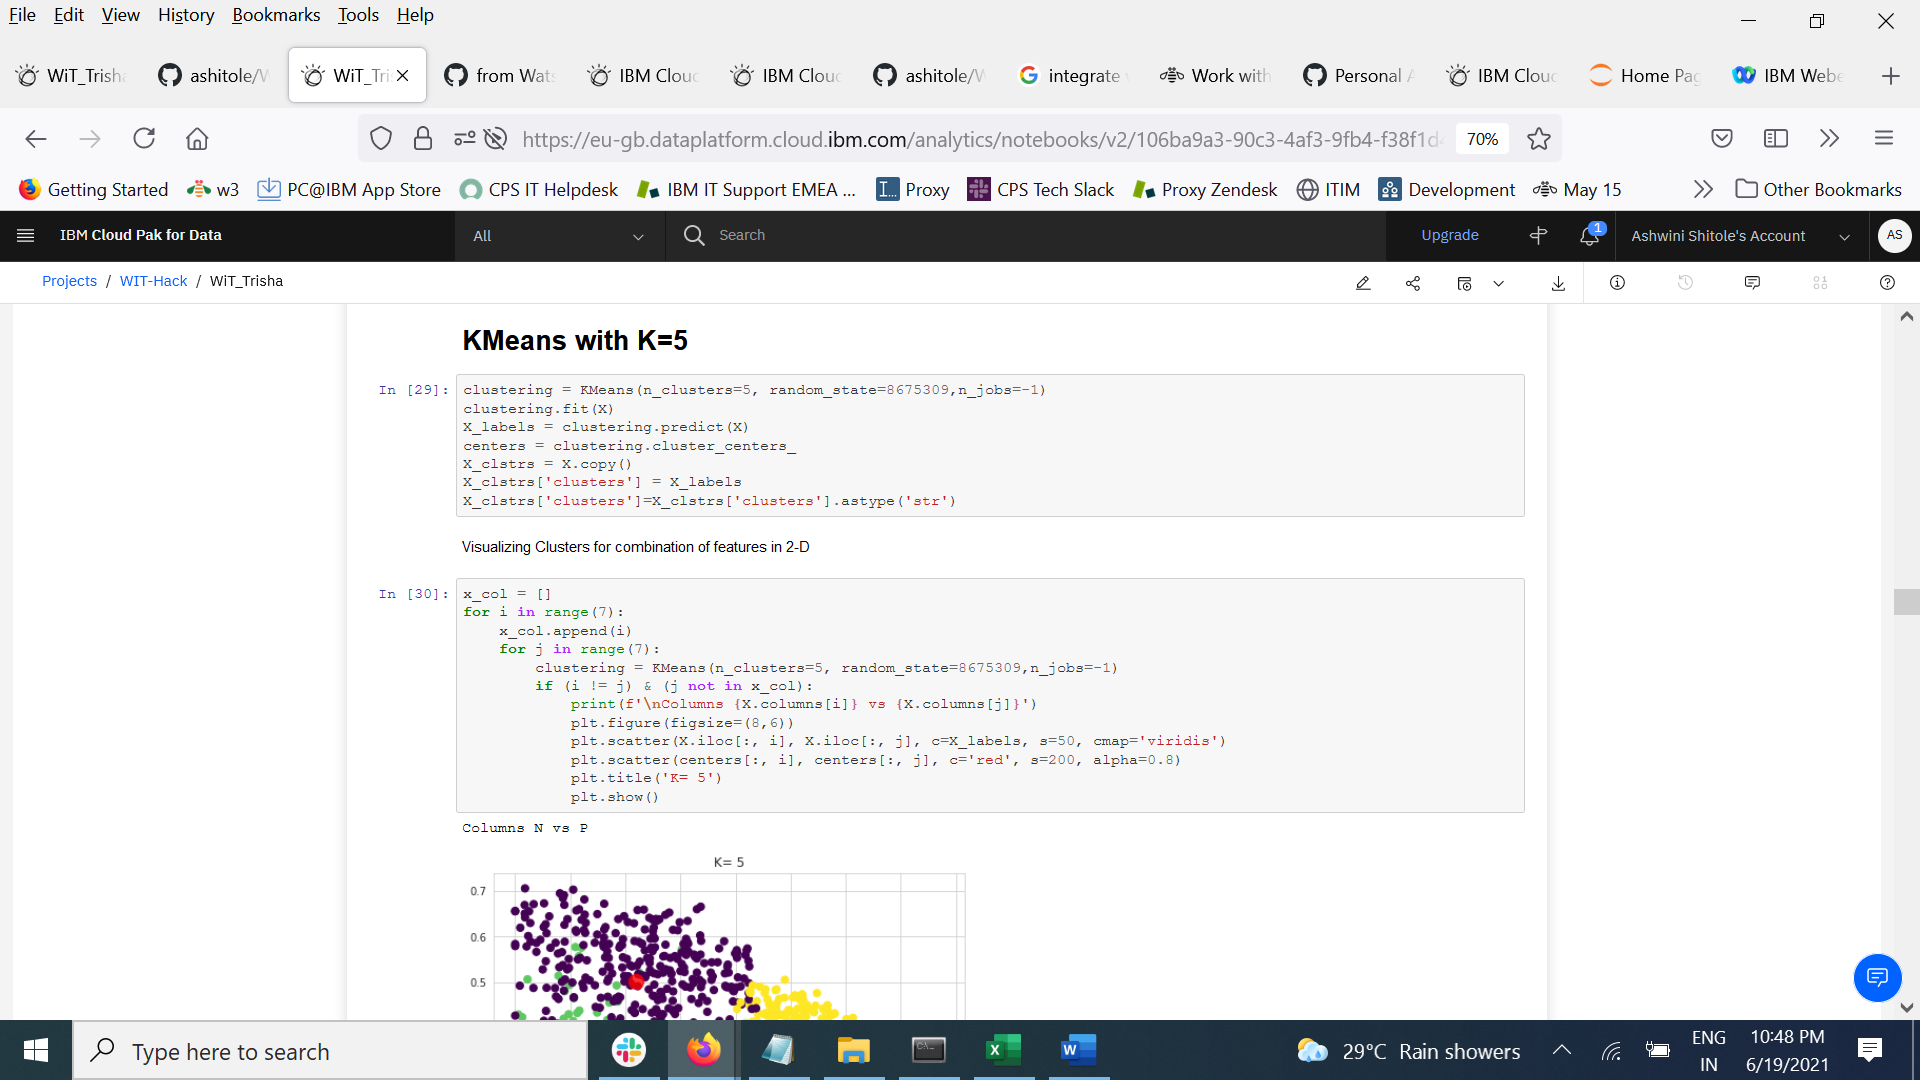 File Edit View History Bookmarks Tools Help
WiT_Trisha ashitole/W WiT_Tri from Wats IBM Clouc IBM Clouc ashitole/W integrate Work with Personal A IBM Clouc Home Pag IBM Webe
https://eu-gb.dataplatform.cloud.ibm.com/analytics/notebooks/v2/106ba9a3-90c3-4af3-9fb4-f38f1d 70%
Getting Started w3 PC@IBM App Store CPS IT Helpdesk IBM IT Support EMEA ... I... Proxy CPS Tech Slack Proxy Zendesk ITIM Development May 15 Other Bookmarks
IBM Cloud Pak for Data All Search Upgrade 1 Ashwini Shitole's Account AS
Projects / WIT-Hack / WiT_Trisha
KMeans with K=5
In [29]: clustering = KMeans(n_clusters=5, random_state=8675309,n_jobs=-1)
clustering.fit(X)
X_labels = clustering.predict(X)
centers = clustering.cluster_centers_
X_clstrs = X.copy()
X_clstrs['clusters'] = X_labels
X_clstrs['clusters']=X_clstrs['clusters'].astype('str')
Visualizing Clusters for combination of features in 2-D
In [30]: x_col = []
for i in range(7):
x_col.append(i)
for j in range(7):
clustering = KMeans(n_clusters=5, random_state=8675309,n_jobs=-1)
if (i != j) & (j not in x_col):
print(f'\nColumns {X.columns[i]} vs {X.columns[j]}')
plt.figure(figsize=(8,6))
plt.scatter(X.iloc[:, i], X.iloc[:, j], c=X_labels, s=50, cmap='viridis')
plt.scatter(centers[:, i], centers[:, j], c='red', s=200, alpha=0.8)
plt.title('K= 5')
plt.show()
Columns N vs P
K= 5
0.7
0.6
0.5
Type here to search 29°C Rain showers ENG IN 10:48 PM 6/19/2021